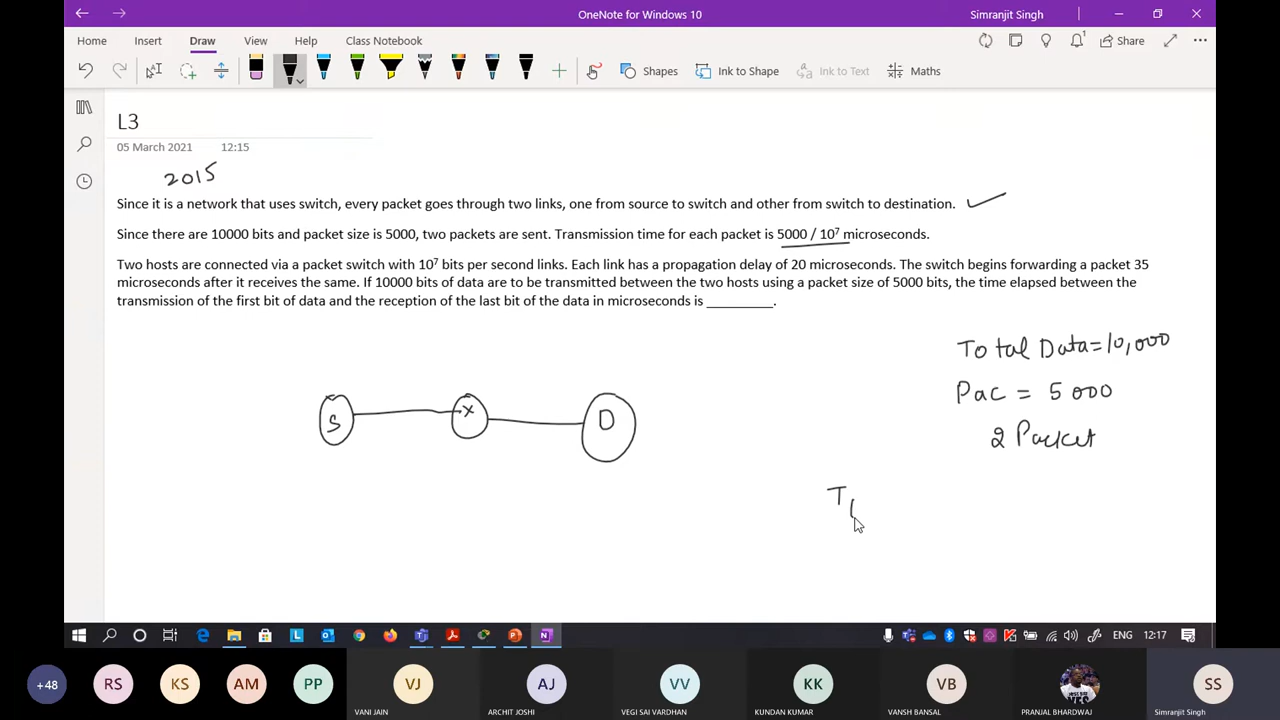 OneNote for Windows 10
Simranjit Singh
Home Insert Draw View Help Class Notebook
Share
Shapes Ink to Shape Ink to Text Maths
L3
05 March 2021 12:15
2015
Since it is a network that uses switch, every packet goes through two links, one from source to switch and other from switch to destination.
Since there are 10000 bits and packet size is 5000, two packets are sent. Transmission time for each packet is 5000 / 10⁷ microseconds.
Two hosts are connected via a packet switch with 10⁷ bits per second links. Each link has a propagation delay of 20 microseconds. The switch begins forwarding a packet 35
microseconds after it receives the same. If 10000 bits of data are to be transmitted between the two hosts using a packet size of 5000 bits, the time elapsed between the
transmission of the first bit of data and the reception of the last bit of the data in microseconds is _________.
Total Data=10,000
Pac = 5000
2 Packet
S X D
T
ENG 12:17
+48 RS KS AM PP VJ AJ VV KK VB SS
VANI JAIN ARCHIT JOSHI VEGI SAI VARDHAN KUNDAN KUMAR VANSH BANSAL PRANJAL BHARDWAJ Simranjit Singh